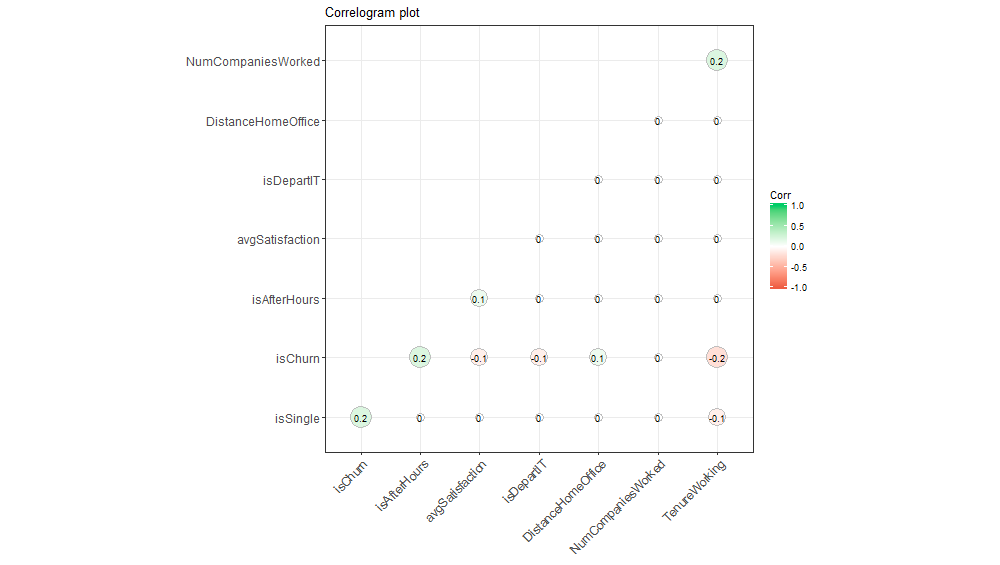 Correlogram plot
NumCompaniesWorked 0.2
DistanceHomeOffice 0 0
isDepartIT 0 0 0
avgSatisfaction 0 0 0 0
isAfterHours 0.1 0 0 0 0
isChurn 0.2 -0.1 -0.1 0.1 0 -0.2
isSingle 0.2 0 0 0 0 0 -0.1
isChurn isAfterHours avgSatisfaction isDepartIT DistanceHomeOffice NumCompaniesWorked TenureWorking
Corr
1.0
0.5
0.0
-0.5
-1.0